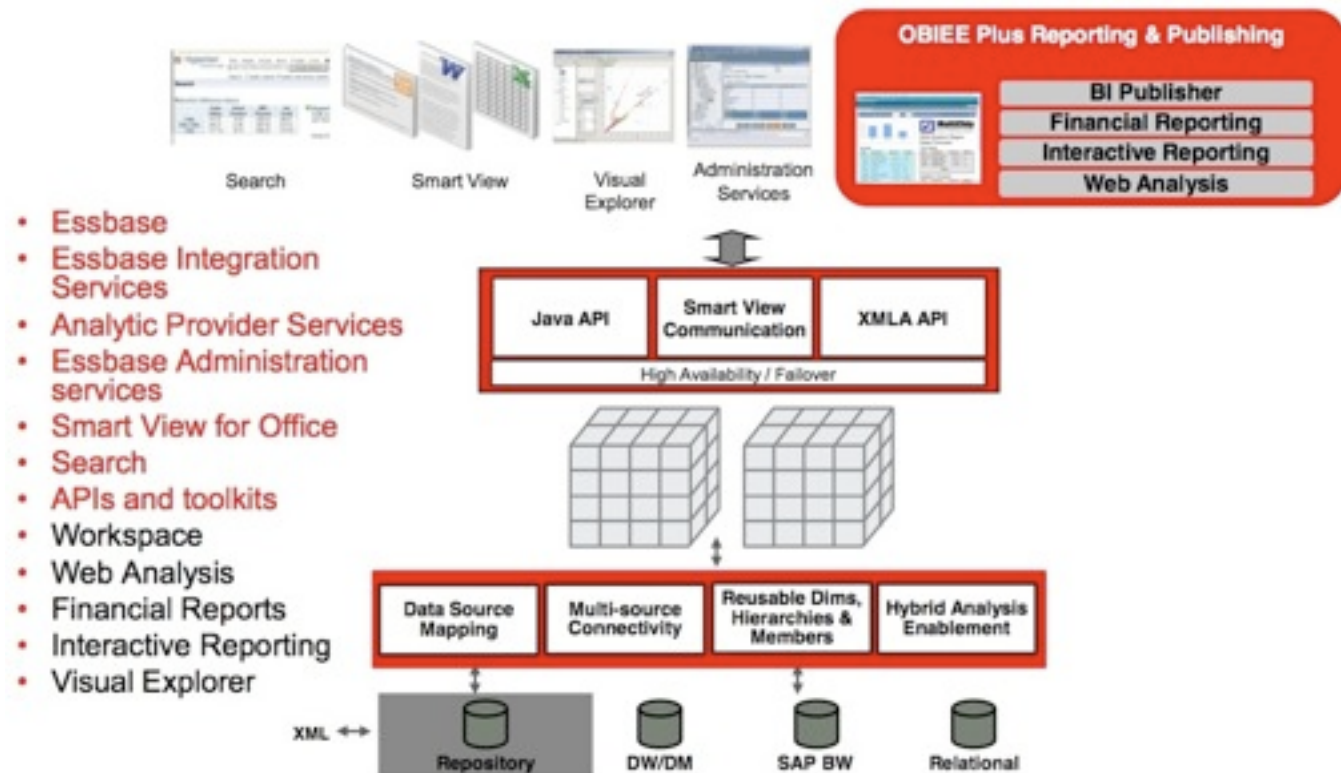 OBIEE Plus Reporting & Publishing
BI Publisher
Financial Reporting
Interactive Reporting
Web Analysis
Search
Smart View
Visual
Explorer
Administration
Services
• Essbase
• Essbase Integration
Services
• Analytic Provider Services
• Essbase Administration
services
• Smart View for Office
• Search
• APIs and toolkits
• Workspace
• Web Analysis
• Financial Reports
• Interactive Reporting
• Visual Explorer
Java API
Smart View
Communication
XMLA API
High Availability / Failover
Data Source
Mapping
Multi-source
Connectivity
Reusable Dims,
Hierarchies &
Members
Hybrid Analysis
Enablement
XML
Repository
DW/DM
SAP BW
Relational